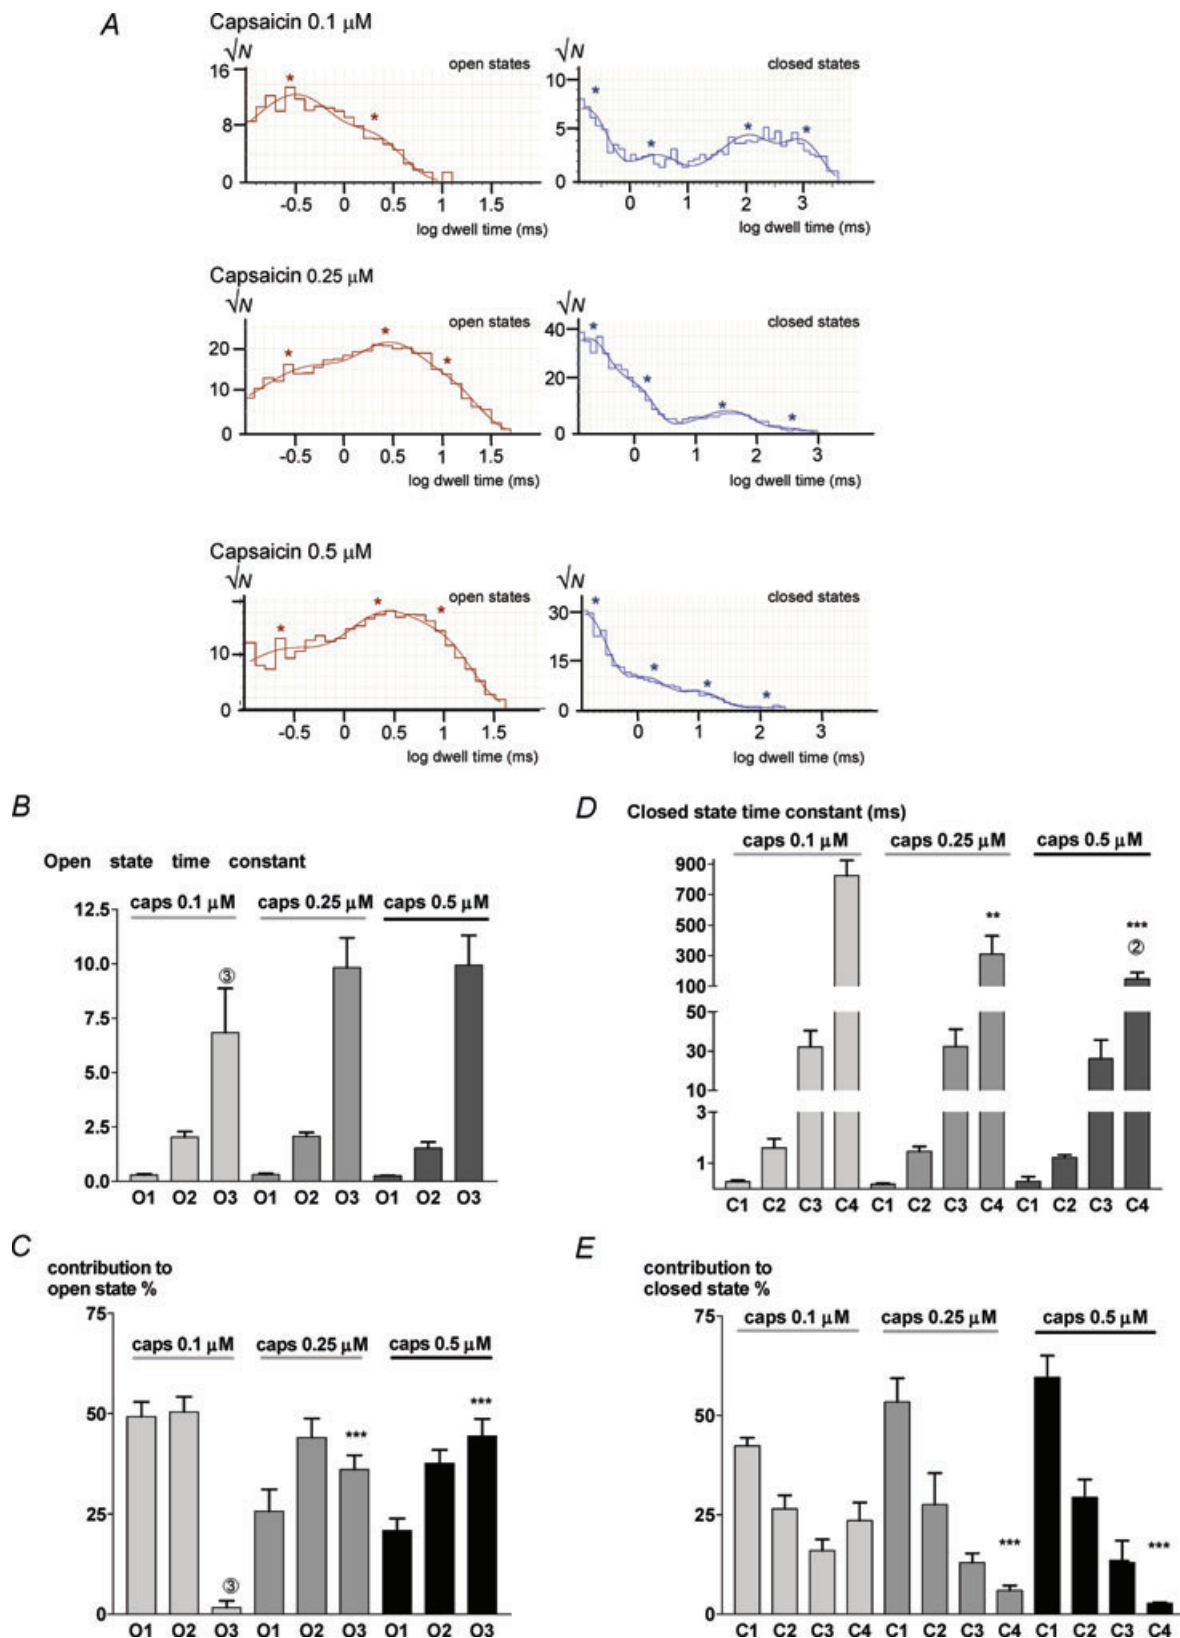 A
Capsaicin 0.1 μM
√N
open states
16
8
0
-0.5 0 0.5 1 1.5
log dwell time (ms)
√N
closed states
10
5
0
0 1 2 3
log dwell time (ms)
Capsaicin 0.25 μM
√N
open states
20
10
0
-0.5 0 0.5 1 1.5
log dwell time (ms)
√N
closed states
40
20
0
0 1 2 3
log dwell time (ms)
Capsaicin 0.5 μM
√N
open states
10
0
-0.5 0 0.5 1 1.5
log dwell time (ms)
√N
closed states
30
15
0
0 1 2 3
log dwell time (ms)
B
Open state time constant
caps 0.1 μM caps 0.25 μM caps 0.5 μM
12.5
10.0
7.5
5.0
2.5
0.0
③
O1 O2 O3 O1 O2 O3 O1 O2 O3
D
Closed state time constant (ms)
caps 0.1 μM caps 0.25 μM caps 0.5 μM
900
700
500
300
100
50
30
10
3
1
**
***
②
C1 C2 C3 C4 C1 C2 C3 C4 C1 C2 C3 C4
C
contribution to
open state %
75
50
25
0
caps 0.1 μM caps 0.25 μM caps 0.5 μM
③
***
***
O1 O2 O3 O1 O2 O3 O1 O2 O3
E
contribution to
closed state %
75
50
25
0
caps 0.1 μM caps 0.25 μM caps 0.5 μM
***
***
C1 C2 C3 C4 C1 C2 C3 C4 C1 C2 C3 C4